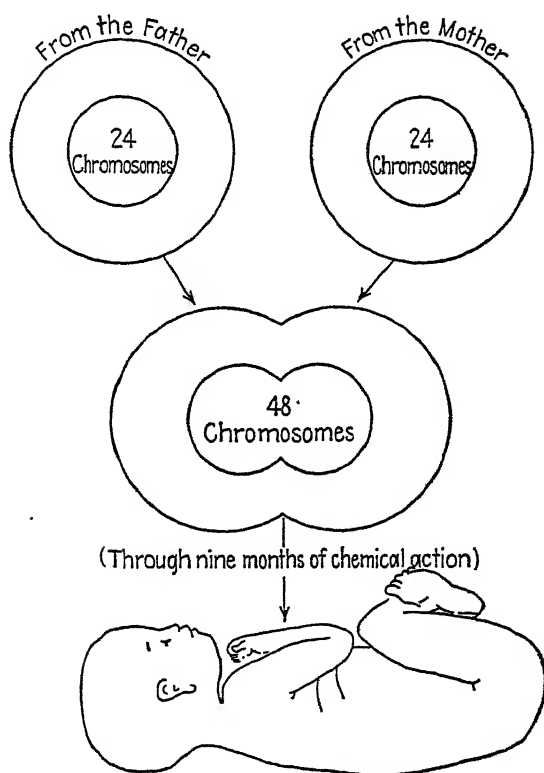 From the Father
From the Mother
24
Chromosomes
24
Chromosomes
48
Chromosomes
(Through nine months of chemical action)